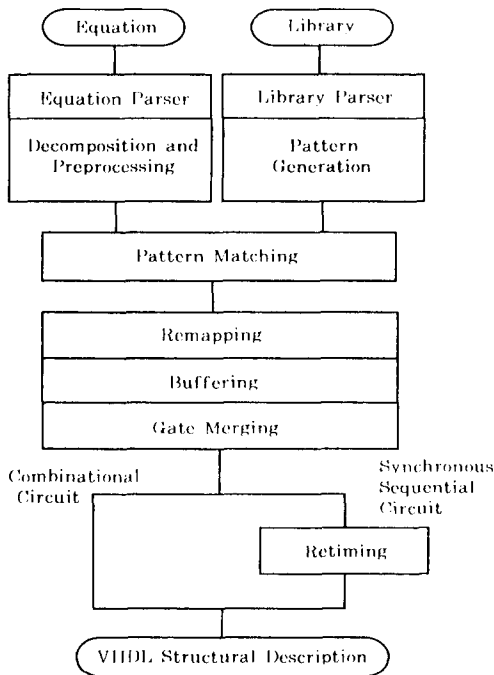 Equation
Library
Equation Parser
Library Parser
Decomposition and
Preprocessing
Pattern
Generation
Pattern Matching
Remapping
Buffering
Gate Merging
Combinational
Circuit
Synchronous
Sequential
Circuit
Retiming
VHDL Structural Description